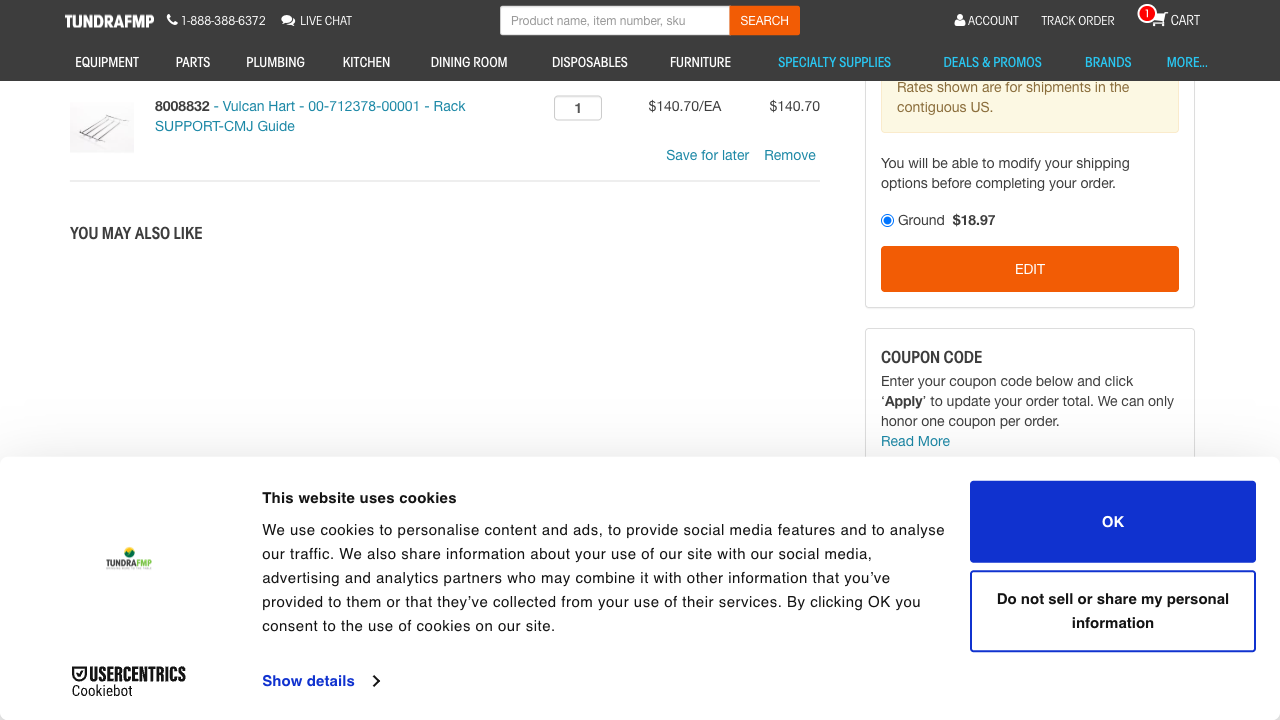 TUNDRAFMP
1-888-388-6372
LIVE CHAT
Product name, item number, sku
SEARCH
ACCOUNT
TRACK ORDER
1
CART
EQUIPMENT
PARTS
PLUMBING
KITCHEN
DINING ROOM
DISPOSABLES
FURNITURE
SPECIALTY SUPPLIES
DEALS & PROMOS
BRANDS
MORE...
8008832 - Vulcan Hart - 00-712378-00001 - Rack
SUPPORT-CMJ Guide
1
$140.70/EA
$140.70
Save for later
Remove
YOU MAY ALSO LIKE
Rates shown are for shipments in the
contiguous US.
You will be able to modify your shipping
options before completing your order.
Ground $18.97
EDIT
COUPON CODE
Enter your coupon code below and click
‘Apply’ to update your order total. We can only
honor one coupon per order.
Read More
TUNDRAFMP
This website uses cookies
We use cookies to personalise content and ads, to provide social media features and to analyse
our traffic. We also share information about your use of our site with our social media,
advertising and analytics partners who may combine it with other information that you’ve
provided to them or that they’ve collected from your use of their services. By clicking OK you
consent to the use of cookies on our site.
Show details
OK
Do not sell or share my personal
information
USERCENTRICS
Cookiebot